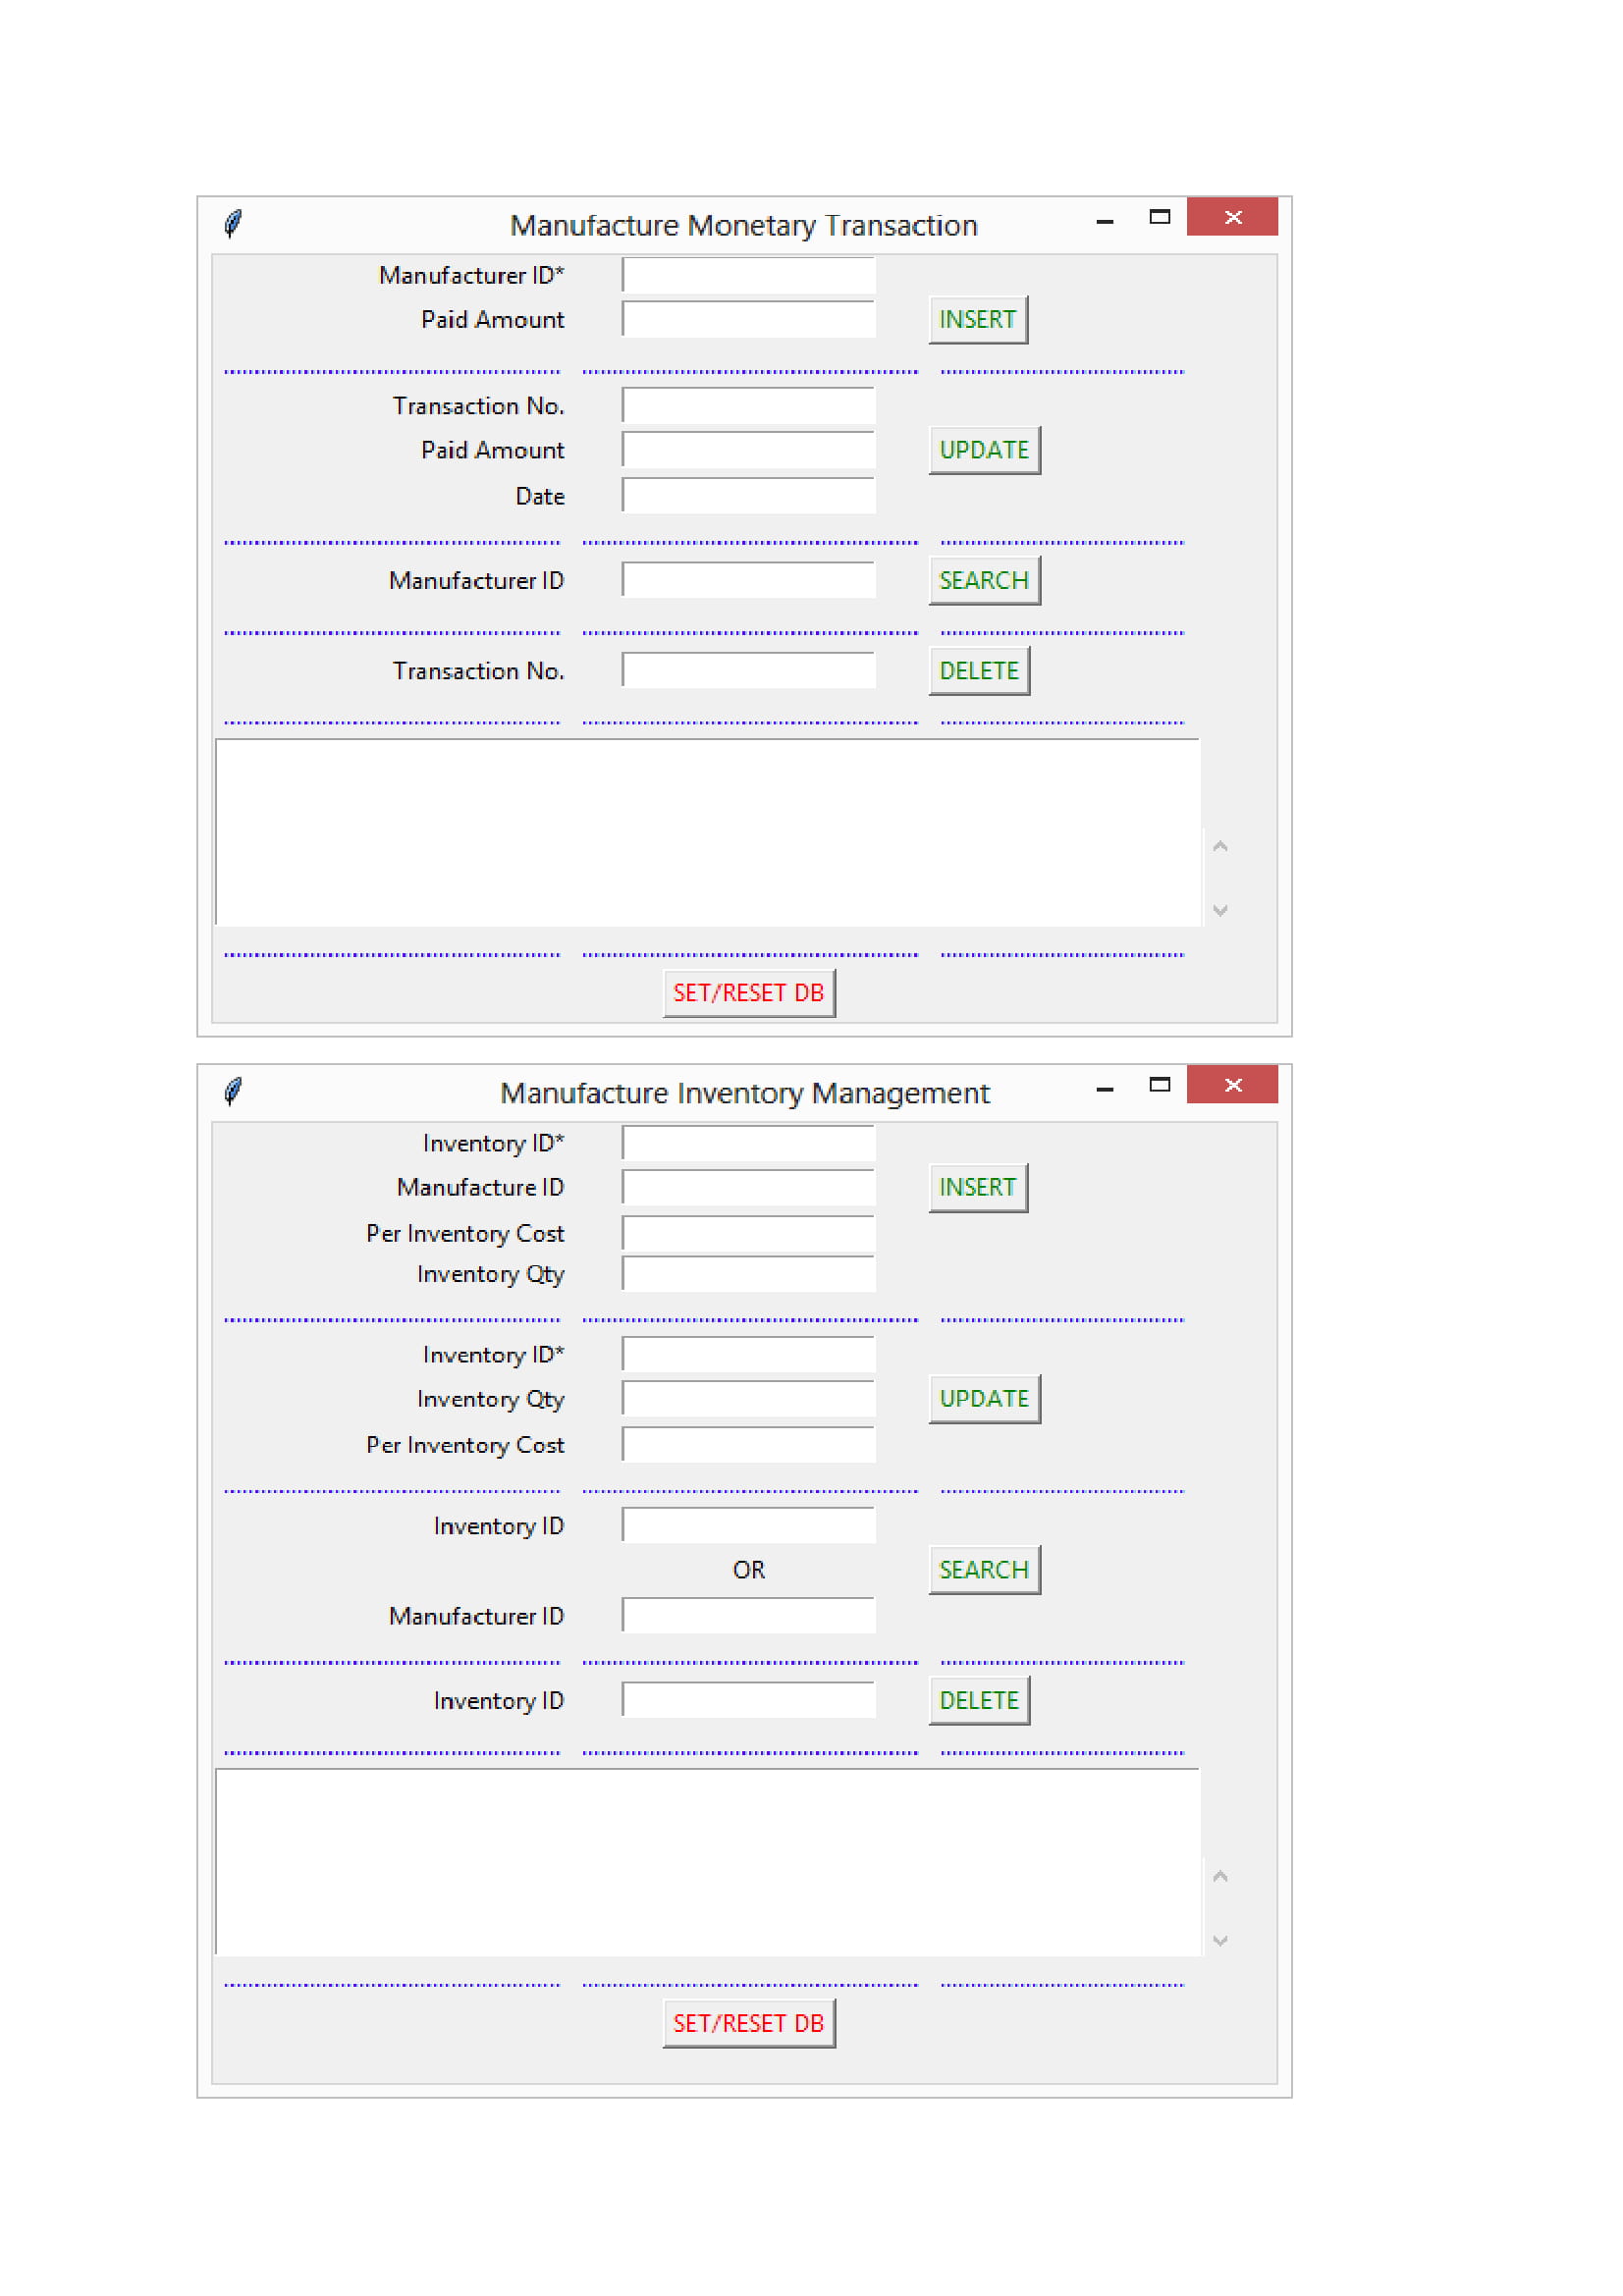 Manufacture Monetary Transaction
Manufacturer ID*
Paid Amount INSERT
Transaction No.
Paid Amount UPDATE
Date
Manufacturer ID SEARCH
Transaction No. DELETE
SET/RESET DB
Manufacture Inventory Management
Inventory ID*
Manufacture ID INSERT
Per Inventory Cost
Inventory Qty
Inventory ID*
Inventory Qty UPDATE
Per Inventory Cost
Inventory ID
OR SEARCH
Manufacturer ID
Inventory ID DELETE
SET/RESET DB